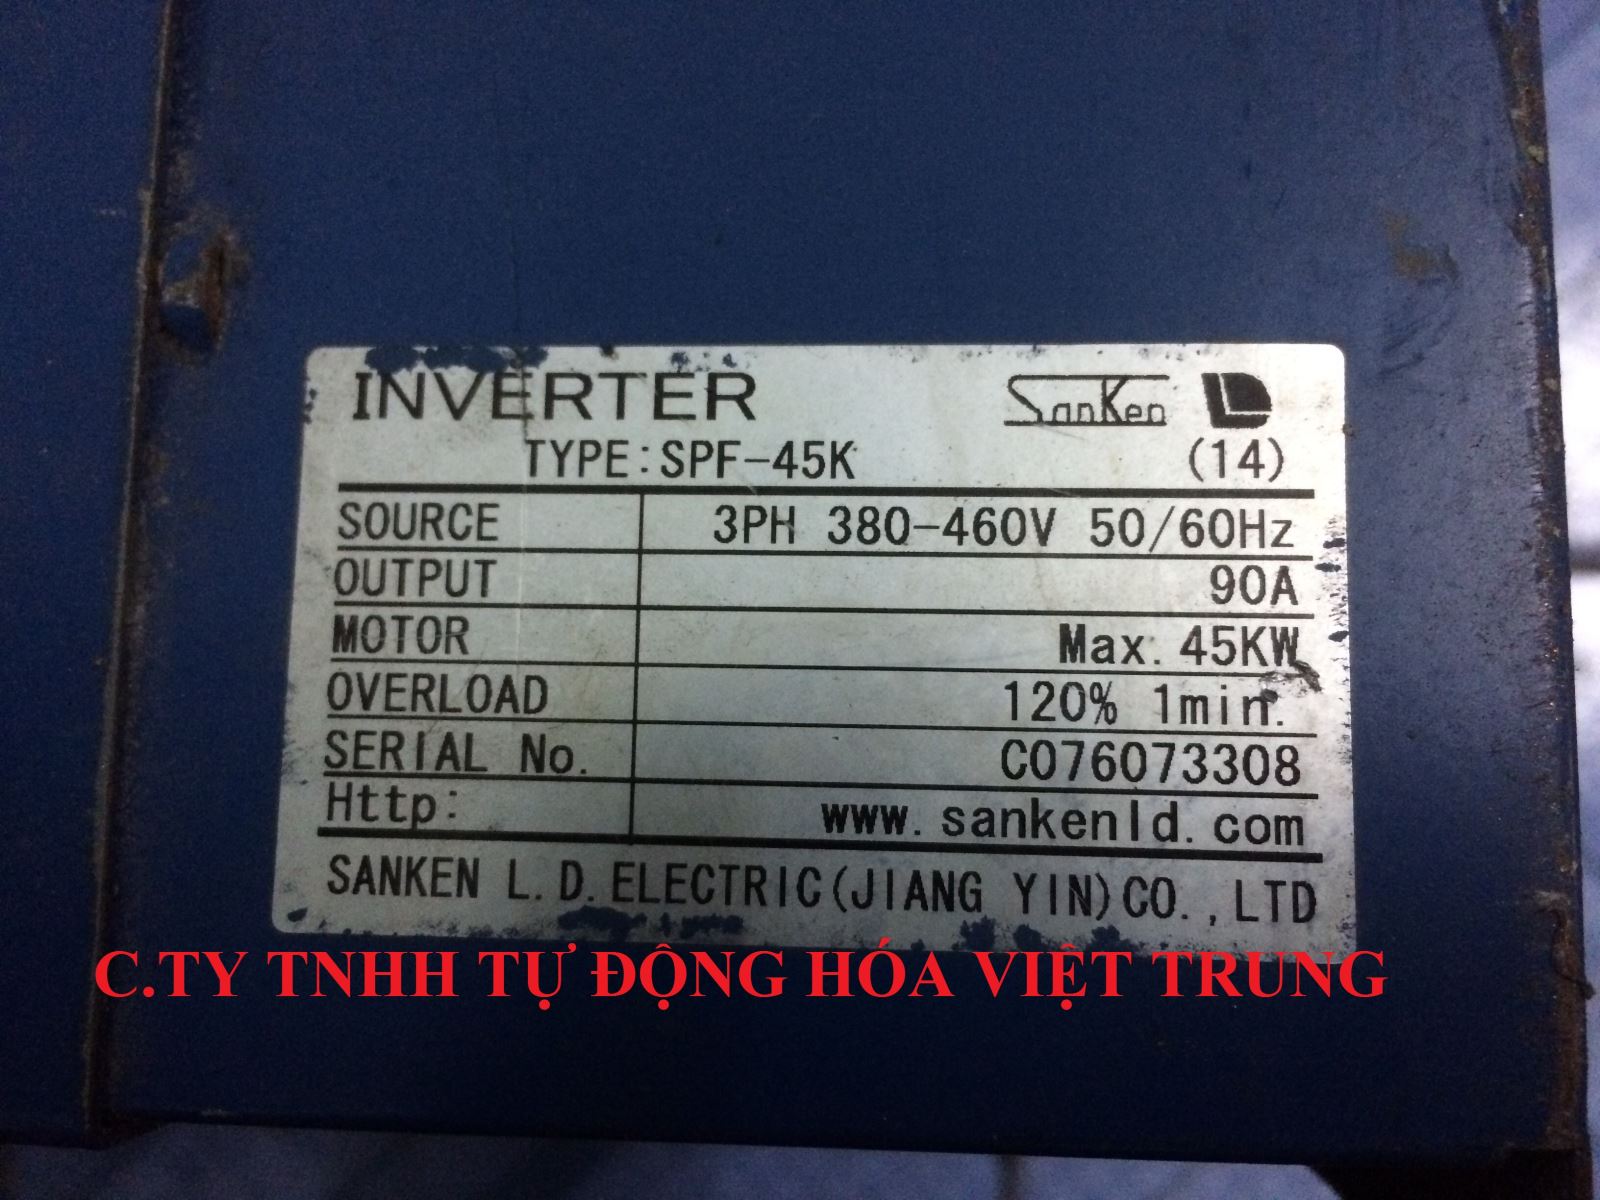 INVERTER SanKen LD
TYPE:SPF-45K (14)
SOURCE 3PH 380-460V 50/60Hz
OUTPUT 90A
MOTOR Max. 45KW
OVERLOAD 120% 1min.
SERIAL No. C076073308
Http: www.sankenld.com
SANKEN L.D.ELECTRIC(JIANG YIN)CO.,LTD
C.TY TNHH TỰ ĐỘNG HÓA VIỆT TRUNG